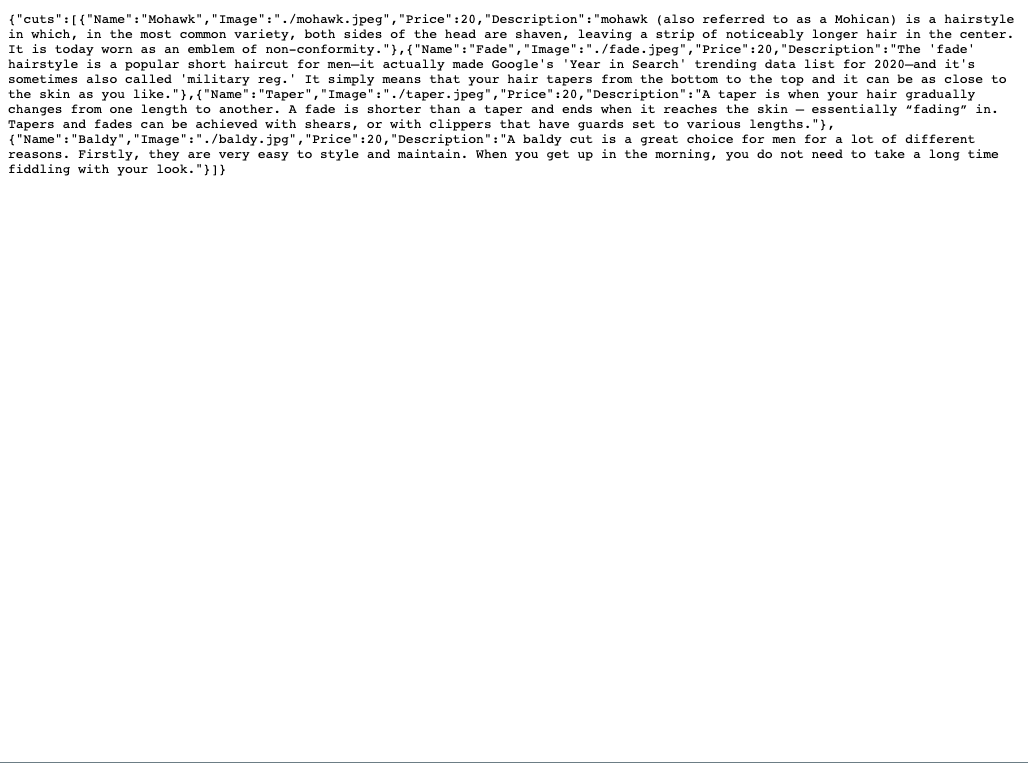 {"cuts":[{"Name":"Mohawk","Image":"./mohawk.jpeg","Price":20,"Description":"mohawk (also referred to as a Mohican) is a hairstyle
in which, in the most common variety, both sides of the head are shaven, leaving a strip of noticeably longer hair in the center.
It is today worn as an emblem of non-conformity."},{"Name":"Fade","Image":"./fade.jpeg","Price":20,"Description":"The 'fade'
hairstyle is a popular short haircut for men—it actually made Google's 'Year in Search' trending data list for 2020—and it's
sometimes also called 'military reg.' It simply means that your hair tapers from the bottom to the top and it can be as close to
the skin as you like."},{"Name":"Taper","Image":"./taper.jpeg","Price":20,"Description":"A taper is when your hair gradually
changes from one length to another. A fade is shorter than a taper and ends when it reaches the skin – essentially “fading” in.
Tapers and fades can be achieved with shears, or with clippers that have guards set to various lengths."},
{"Name":"Baldy","Image":"./baldy.jpg","Price":20,"Description":"A baldy cut is a great choice for men for a lot of different
reasons. Firstly, they are very easy to style and maintain. When you get up in the morning, you do not need to take a long time
fiddling with your look."}]}